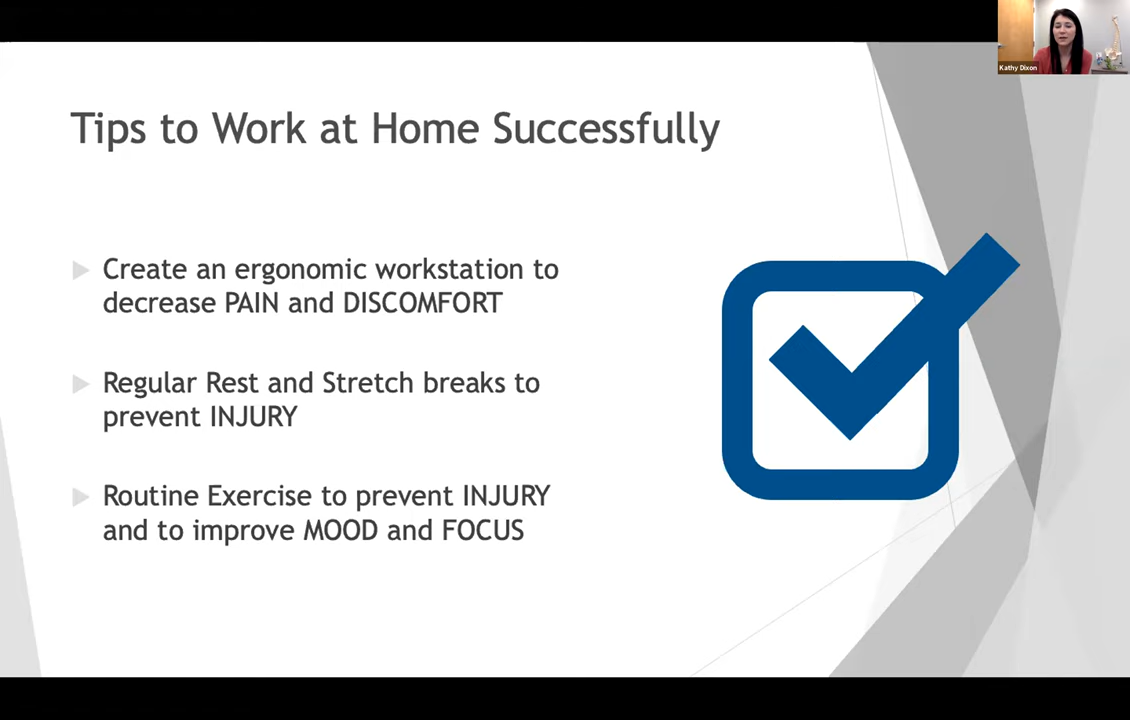 Kathy Dixon
Tips to Work at Home Successfully
Create an ergonomic workstation to
decrease PAIN and DISCOMFORT
Regular Rest and Stretch breaks to
prevent INJURY
Routine Exercise to prevent INJURY
and to improve MOOD and FOCUS